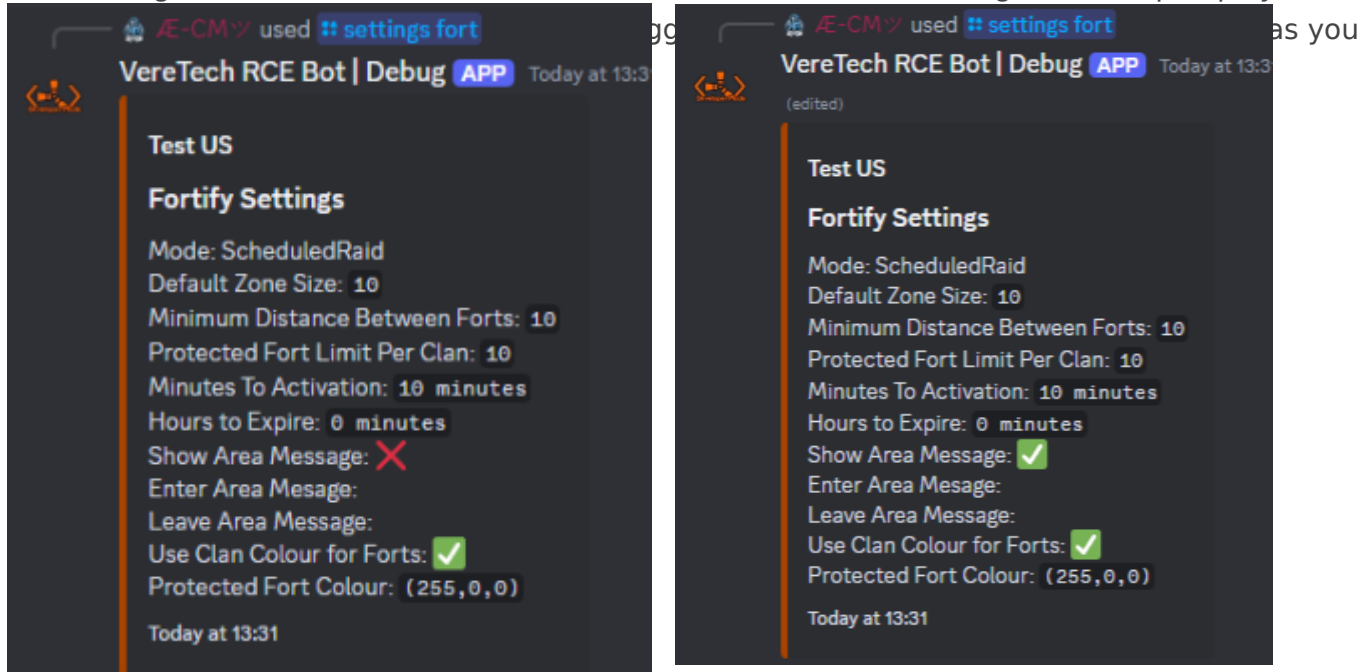 Æ-CMツ used settings fort
VereTech RCE Bot | Debug APP Today at 13:3
Test US
Fortify Settings
Mode: ScheduledRaid
Default Zone Size: 10
Minimum Distance Between Forts: 10
Protected Fort Limit Per Clan: 10
Minutes To Activation: 10 minutes
Hours to Expire: 0 minutes
Show Area Message: ❌
Enter Area Mesage:
Leave Area Message:
Use Clan Colour for Forts: ✅
Protected Fort Colour: (255,0,0)
Today at 13:31
Æ-CMツ used settings fort
as you
VereTech RCE Bot | Debug APP Today at 13:3
(edited)
Test US
Fortify Settings
Mode: ScheduledRaid
Default Zone Size: 10
Minimum Distance Between Forts: 10
Protected Fort Limit Per Clan: 10
Minutes To Activation: 10 minutes
Hours to Expire: 0 minutes
Show Area Message: ✅
Enter Area Mesage:
Leave Area Message:
Use Clan Colour for Forts: ✅
Protected Fort Colour: (255,0,0)
Today at 13:31